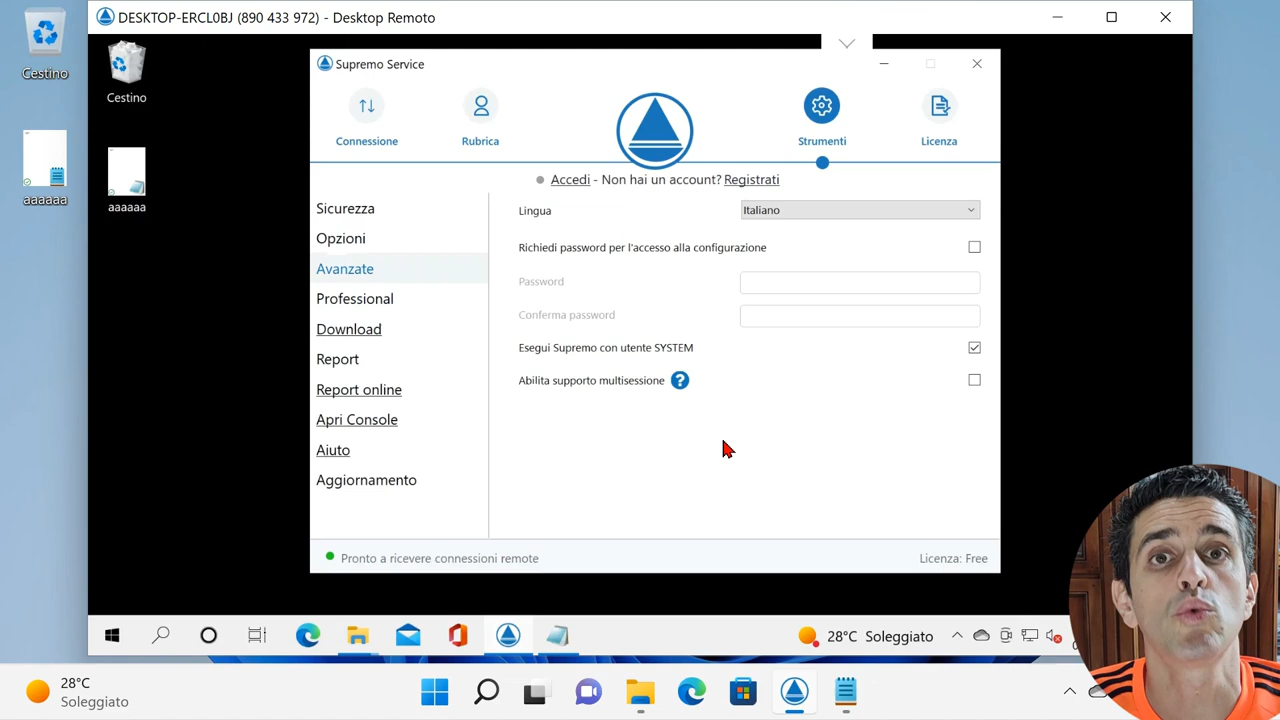 DESKTOP-ERCL0BJ (890 433 972) - Desktop Remoto
Cestino
aaaaaa
Cestino
aaaaaa
Supremo Service
Connessione
Rubrica
Strumenti
Licenza
Accedi - Non hai un account? Registrati
Sicurezza
Opzioni
Avanzate
Professional
Download
Report
Report online
Apri Console
Aiuto
Aggiornamento
Lingua
Italiano
Richiedi password per l'accesso alla configurazione
Password
Conferma password
Esegui Supremo con utente SYSTEM
Abilita supporto multisessione ?
Pronto a ricevere connessioni remote
Licenza: Free
28°C Soleggiato
28°C
Soleggiato